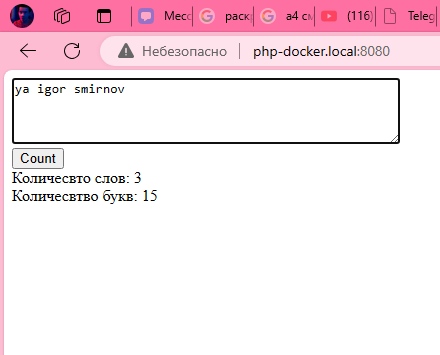 Месс
раск
а4 см
(116)
Teleg
Небезопасно php-docker.local:8080
ya igor smirnov
Count
Количесвто слов: 3
Количесвтво букв: 15